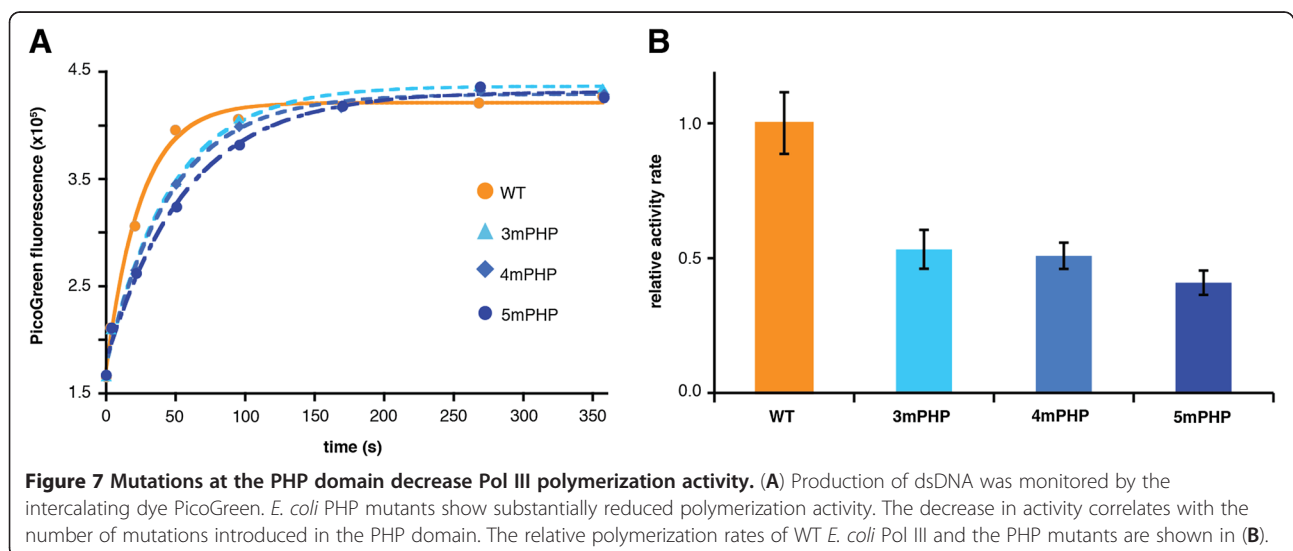 A
PicoGreen fluorescence (x10⁵)
4.5
3.5
2.5
1.5
0 50 100 150 200 250 300 350
time (s)
WT
3mPHP
4mPHP
5mPHP
B
relative activity rate
1.0
0.5
0.0
WT 3mPHP 4mPHP 5mPHP
Figure 7 Mutations at the PHP domain decrease Pol III polymerization activity. (A) Production of dsDNA was monitored by the
intercalating dye PicoGreen. E. coli PHP mutants show substantially reduced polymerization activity. The decrease in activity correlates with the
number of mutations introduced in the PHP domain. The relative polymerization rates of WT E. coli Pol III and the PHP mutants are shown in (B).